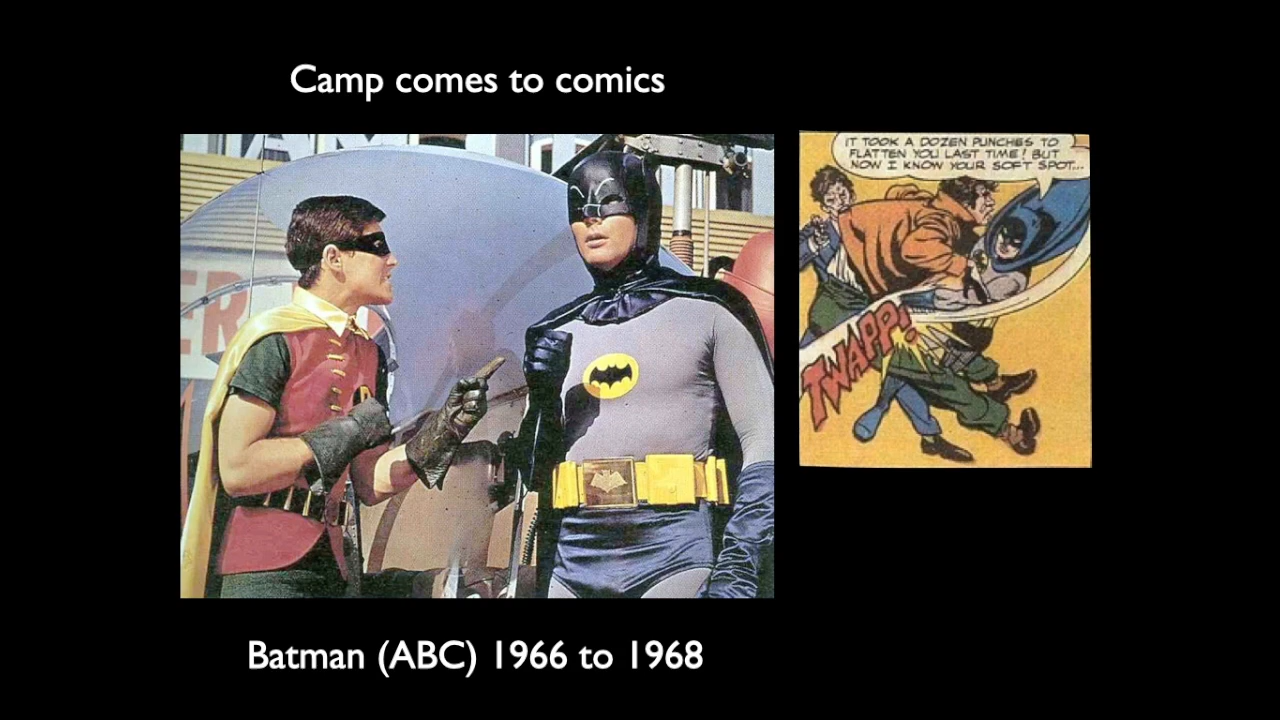 Camp comes to comics
IT TOOK A DOZEN PUNCHES TO
FLATTEN YOU LAST TIME! BUT
NOW I KNOW YOUR SOFT SPOT...
ER
TWAPP!
Batman (ABC) 1966 to 1968